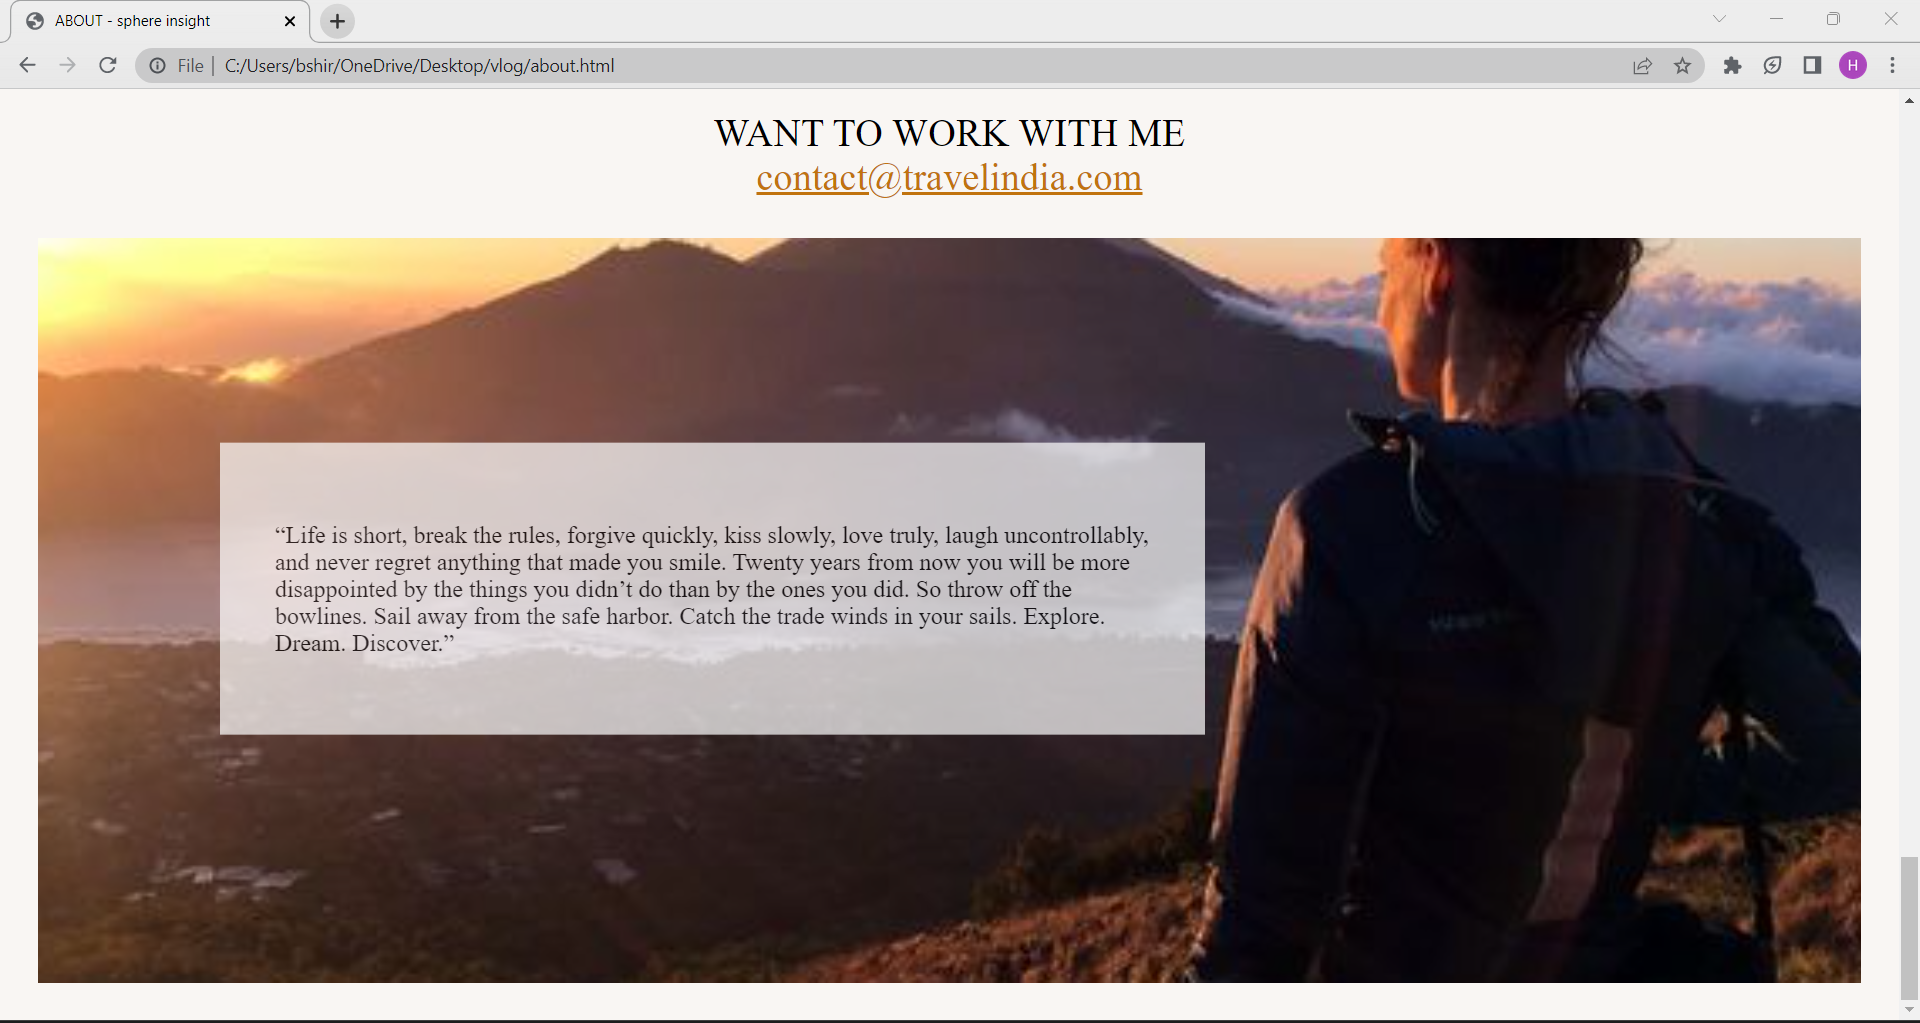 ABOUT - sphere insight
File
C:/Users/bshir/OneDrive/Desktop/vlog/about.html
H
WANT TO WORK WITH ME
contact@travelindia.com
“Life is short, break the rules, forgive quickly, kiss slowly, love truly, laugh uncontrollably,
and never regret anything that made you smile. Twenty years from now you will be more
disappointed by the things you didn’t do than by the ones you did. So throw off the
bowlines. Sail away from the safe harbor. Catch the trade winds in your sails. Explore.
Dream. Discover.”